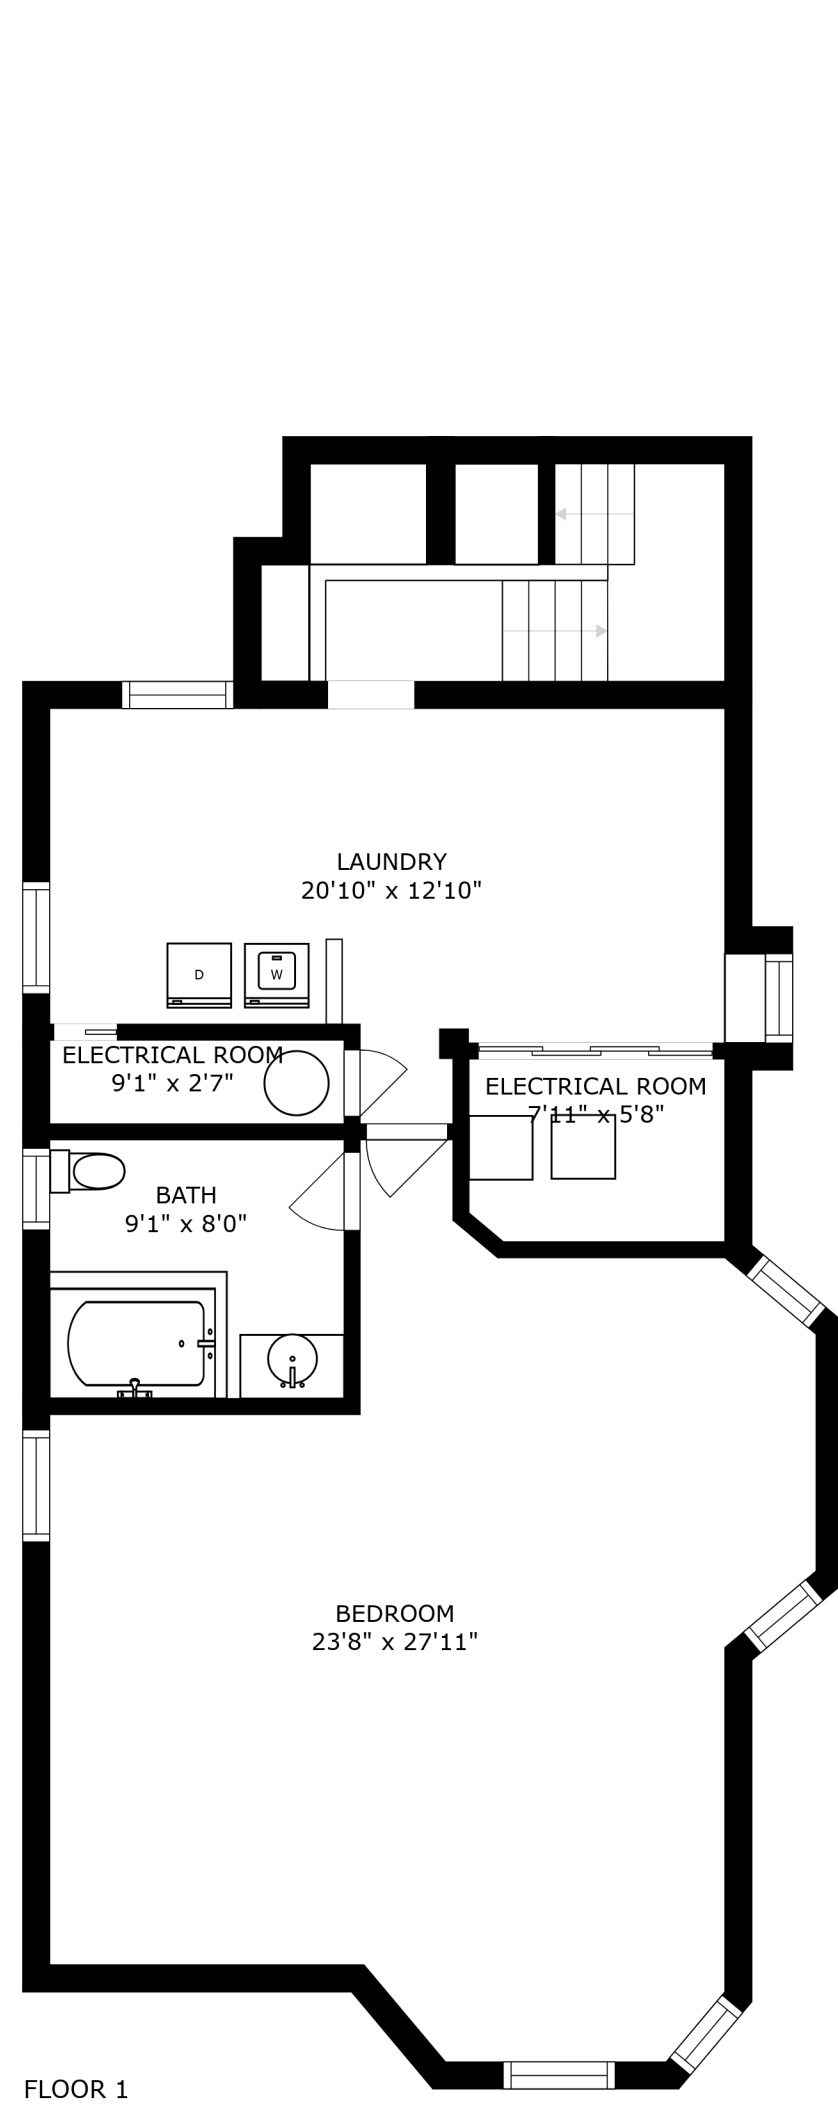 LAUNDRY
20'10" x 12'10"
D
W
ELECTRICAL ROOM
9'1" x 2'7"
ELECTRICAL ROOM
7'11" x 5'8"
BATH
9'1" x 8'0"
BEDROOM
23'8" x 27'11"
FLOOR 1